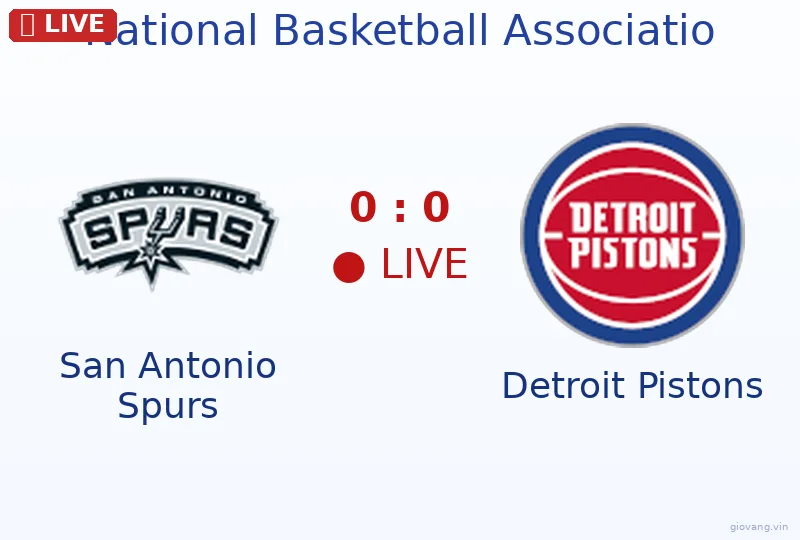 LIVE
National Basketball Associatio
SAN ANTONIO
SPURS
0 : 0
● LIVE
DETROIT
PISTONS
San Antonio
Spurs
Detroit Pistons
giovang.vin